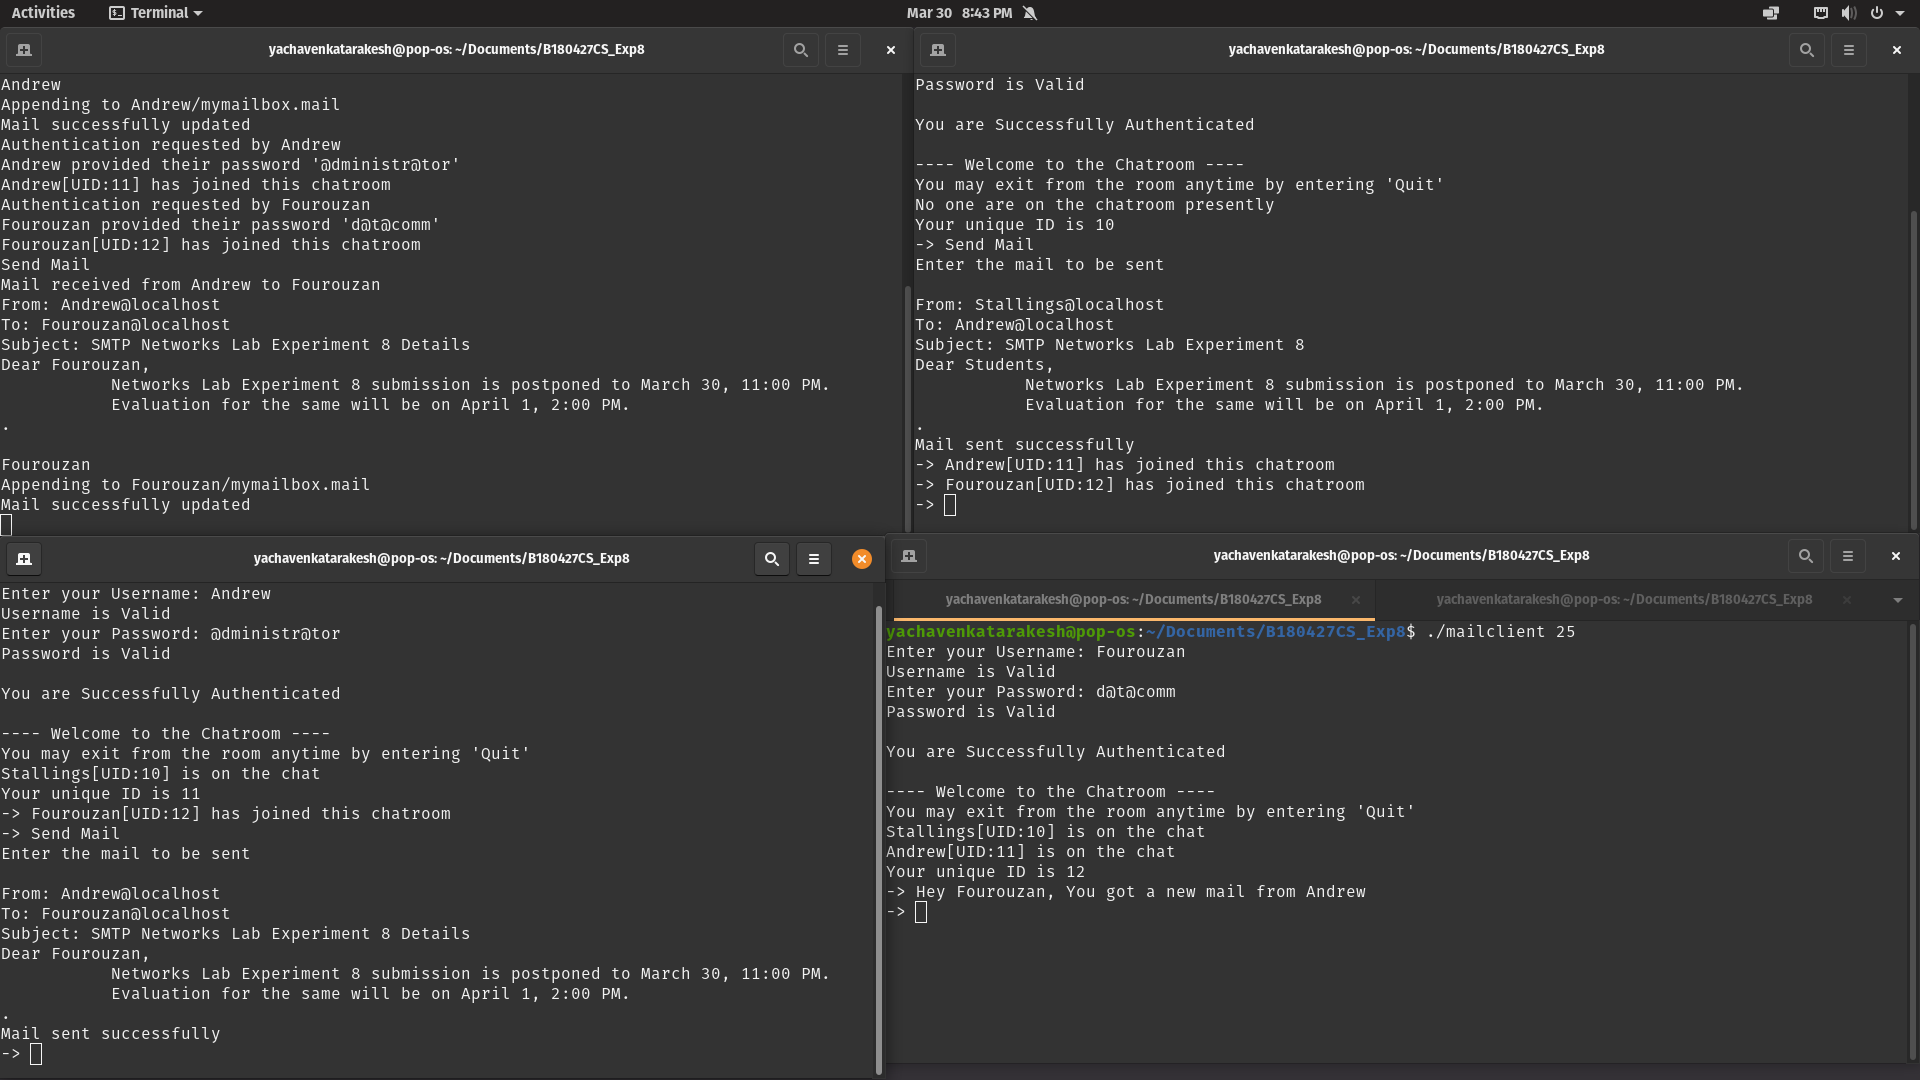 Activities Terminal Mar 30 8:43 PM
yachavenkatarakesh@pop-os: ~/Documents/B180427CS_Exp8
Andrew
Appending to Andrew/mymailbox.mail
Mail successfully updated
Authentication requested by Andrew
Andrew provided their password '@dministr@tor'
Andrew[UID:11] has joined this chatroom
Authentication requested by Fourouzan
Fourouzan provided their password 'd@t@comm'
Fourouzan[UID:12] has joined this chatroom
Send Mail
Mail received from Andrew to Fourouzan
From: Andrew@localhost
To: Fourouzan@localhost
Subject: SMTP Networks Lab Experiment 8 Details
Dear Fourouzan,
Networks Lab Experiment 8 submission is postponed to March 30, 11:00 PM.
Evaluation for the same will be on April 1, 2:00 PM.
.
Fourouzan
Appending to Fourouzan/mymailbox.mail
Mail successfully updated
yachavenkatarakesh@pop-os: ~/Documents/B180427CS_Exp8
Password is Valid
You are Successfully Authenticated
---- Welcome to the Chatroom ----
You may exit from the room anytime by entering 'Quit'
No one are on the chatroom presently
Your unique ID is 10
-> Send Mail
Enter the mail to be sent
From: Stallings@localhost
To: Andrew@localhost
Subject: SMTP Networks Lab Experiment 8
Dear Students,
Networks Lab Experiment 8 submission is postponed to March 30, 11:00 PM.
Evaluation for the same will be on April 1, 2:00 PM.
.
Mail sent successfully
-> Andrew[UID:11] has joined this chatroom
-> Fourouzan[UID:12] has joined this chatroom
->
yachavenkatarakesh@pop-os: ~/Documents/B180427CS_Exp8
Enter your Username: Andrew
Username is Valid
Enter your Password: @dministr@tor
Password is Valid
You are Successfully Authenticated
---- Welcome to the Chatroom ----
You may exit from the room anytime by entering 'Quit'
Stallings[UID:10] is on the chat
Your unique ID is 11
-> Fourouzan[UID:12] has joined this chatroom
-> Send Mail
Enter the mail to be sent
From: Andrew@localhost
To: Fourouzan@localhost
Subject: SMTP Networks Lab Experiment 8 Details
Dear Fourouzan,
Networks Lab Experiment 8 submission is postponed to March 30, 11:00 PM.
Evaluation for the same will be on April 1, 2:00 PM.
.
Mail sent successfully
->
yachavenkatarakesh@pop-os: ~/Documents/B180427CS_Exp8
yachavenkatarakesh@pop-os: ~/Documents/B180427CS_Exp8 yachavenkatarakesh@pop-os: ~/Documents/B180427CS_Exp8
yachavenkatarakesh@pop-os:~/Documents/B180427CS_Exp8$ ./mailclient 25
Enter your Username: Fourouzan
Username is Valid
Enter your Password: d@t@comm
Password is Valid
You are Successfully Authenticated
---- Welcome to the Chatroom ----
You may exit from the room anytime by entering 'Quit'
Stallings[UID:10] is on the chat
Andrew[UID:11] is on the chat
Your unique ID is 12
-> Hey Fourouzan, You got a new mail from Andrew
->